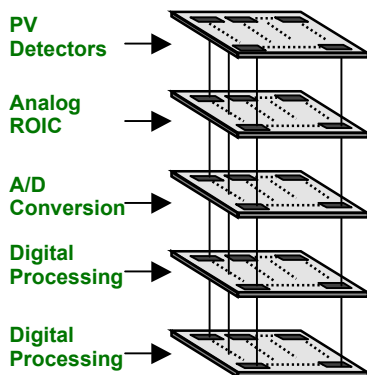 PV
Detectors
Analog
ROIC
A/D
Conversion
Digital
Processing
Digital
Processing